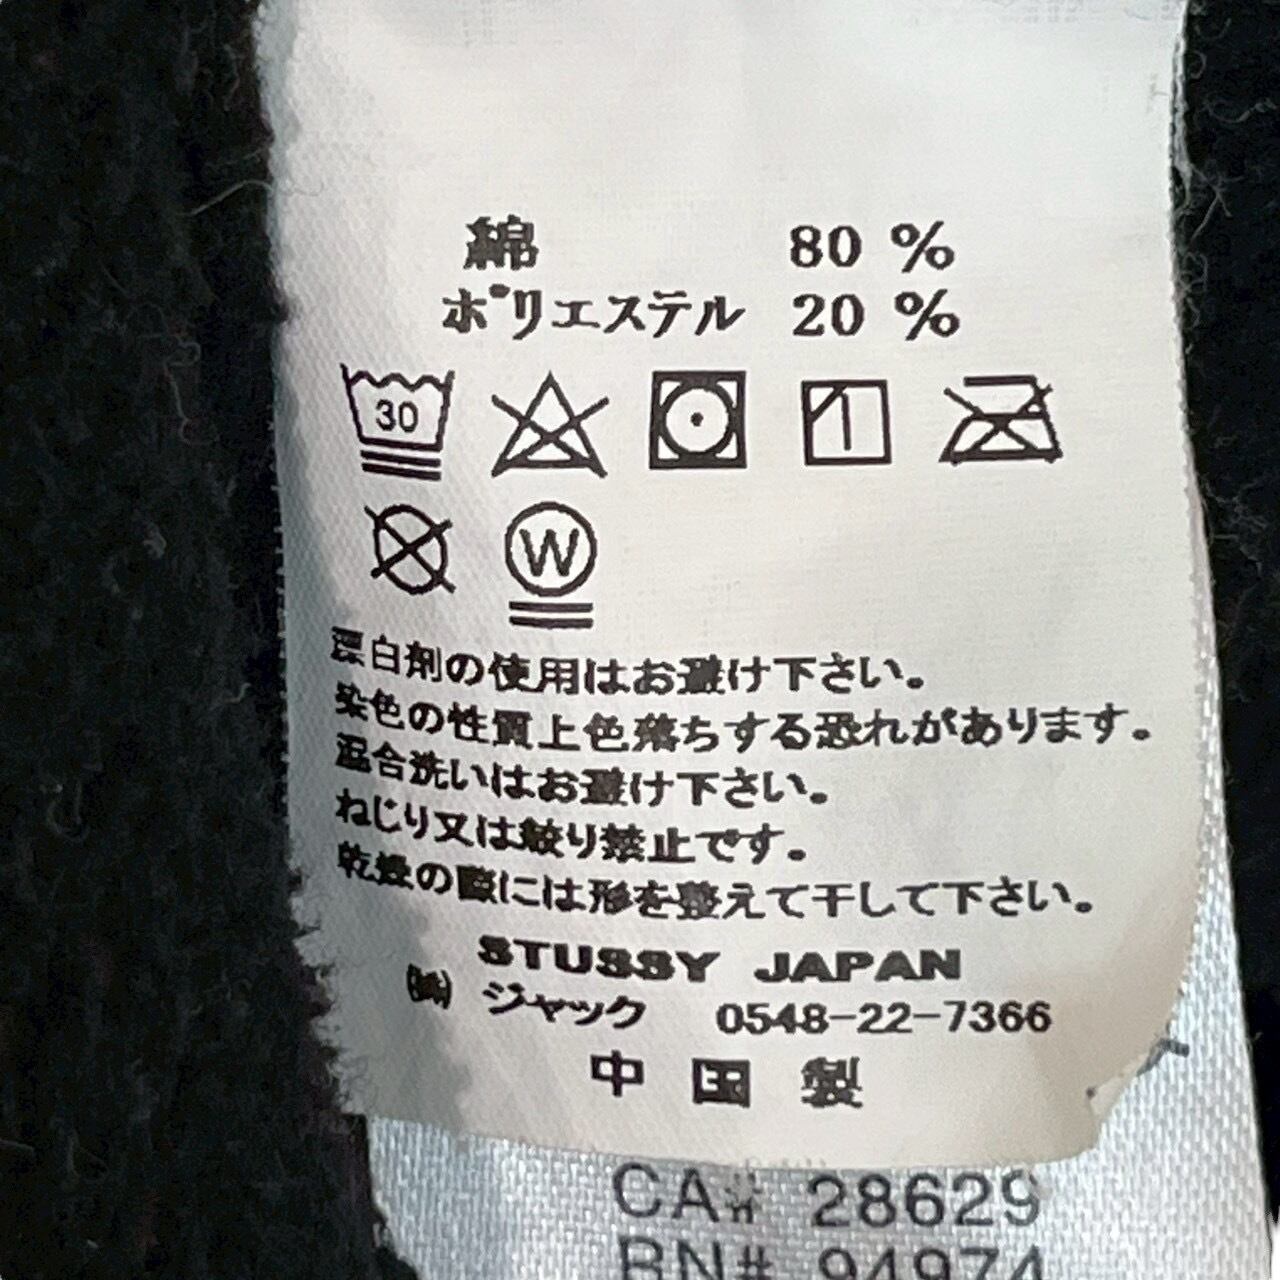 綿 80 %
ポリエステル 20 %
30
W
漂白剤の使用はお避け下さい。
染色の性質上色落ちする恐れがあります。
混合洗いはお避け下さい。
ねじり又は絞り禁止です。
乾燥の際には形を整えて干して下さい。
STUSSY JAPAN
㈱ ジャック 0548-22-7366
中国製
CA# 28629
RN# 94974